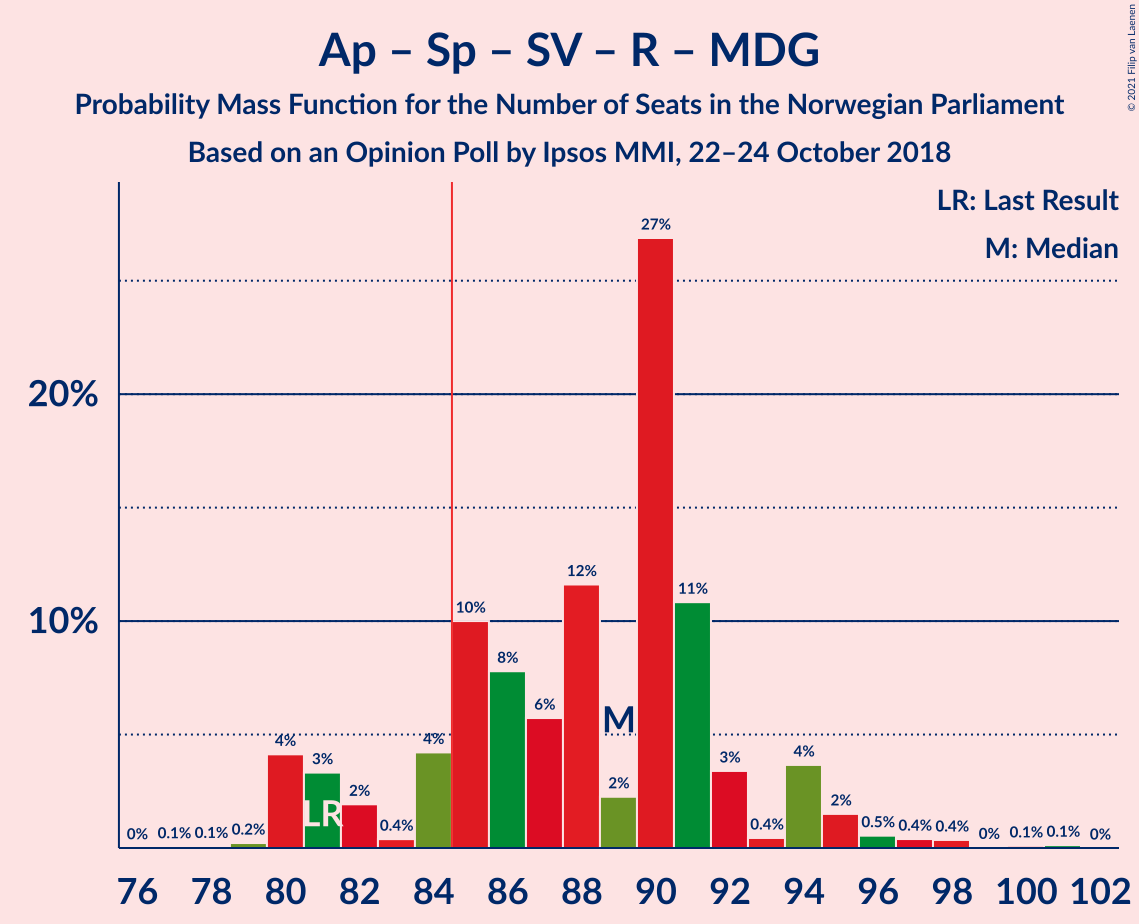 Ap – Sp – SV – R – MDG
Probability Mass Function for the Number of Seats in the Norwegian Parliament
Based on an Opinion Poll by Ipsos MMI, 22–24 October 2018
© 2021 Filip van Laenen
LR: Last Result
M: Median
20%
10%
0% 0.1% 0.1% 0.2% 4% 3% 2% 0.4% 4% 10% 8% 6% 12% 2% 27% 11% 3% 0.4% 4% 2% 0.5% 0.4% 0.4% 0% 0.1% 0.1% 0%
M
LR
76 78 80 82 84 86 88 90 92 94 96 98 100 102